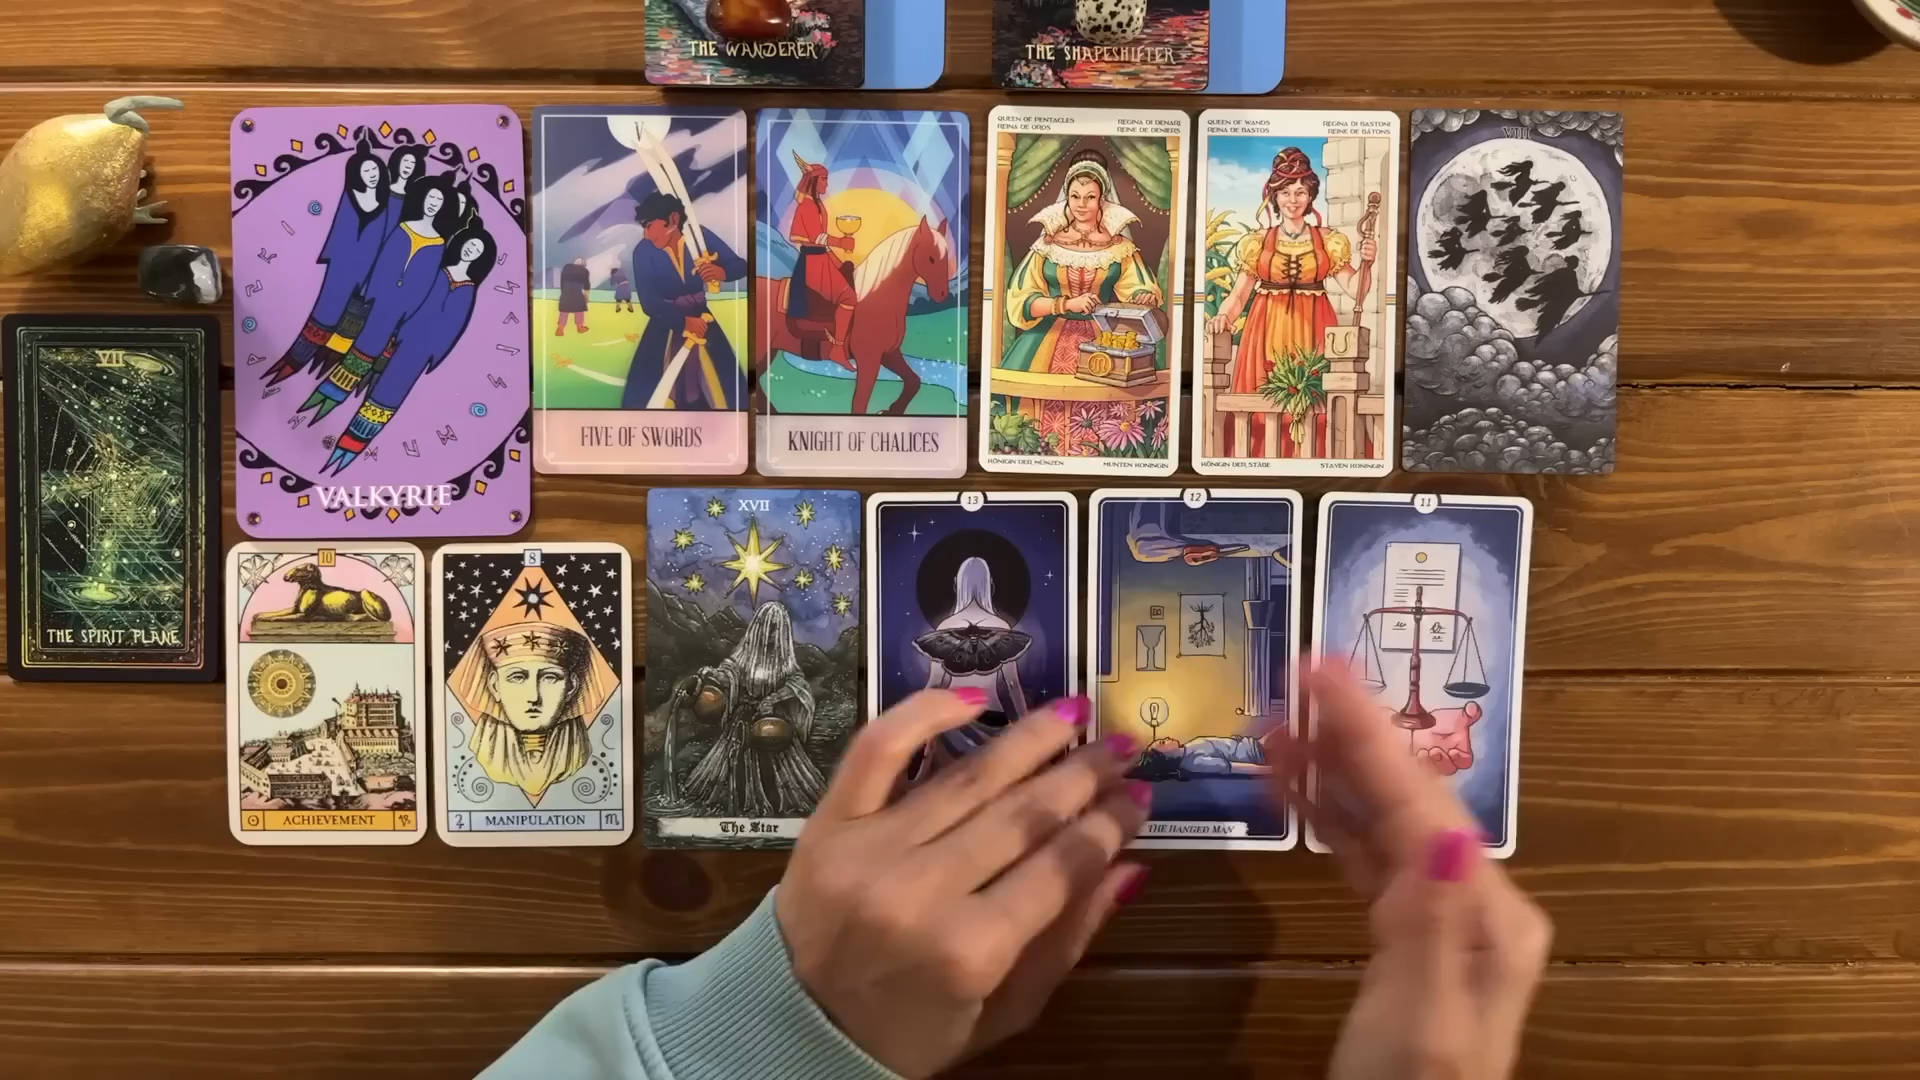 THE WANDERER
THE SHAPESHIFTER
VII
THE SPIRIT PLANE
VALKYRIE
V
FIVE OF SWORDS
KNIGHT OF CHALICES
QUEEN OF PENTACLES REGINA DI DENARI
REINA DE OROS REINE DE DENIERS
KÖNIGIN DER MÜNZEN MUNTEN KONINGIN
QUEEN OF WANDS REGINA DI BASTONI
REINA DE BASTOS REINE DE BÂTONS
KÖNIGIN DER STÄBE STAVEN KONINGIN
VIII
10
ACHIEVEMENT
8
MANIPULATION
XVII
The Star
13
12
THE HANGED MAN
11